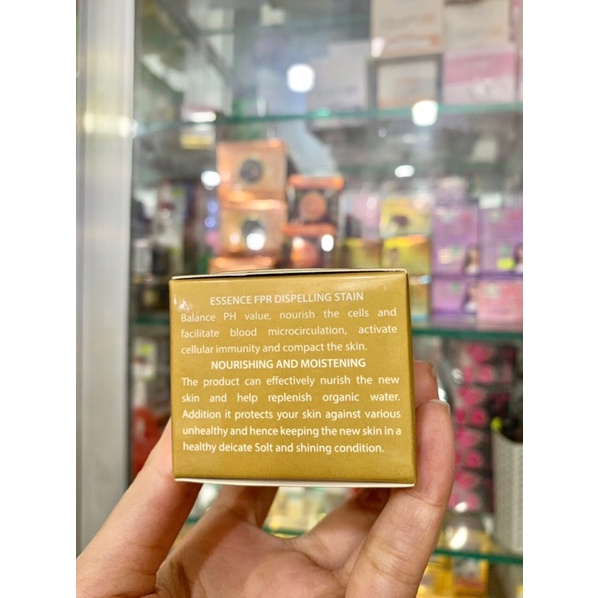 ESSENCE FPR DISPELLING STAIN
Balance PH value, nourish the cells and
facilitate blood microcirculation, activate
cellular immunity and compact the skin.
NOURISHING AND MOISTENING
The product can effectively nurish the new
skin and help replenish organic water.
Addition it protects your skin against various
unhealthy and hence keeping the new skin in a
healthy deicate Solt and shining condition.